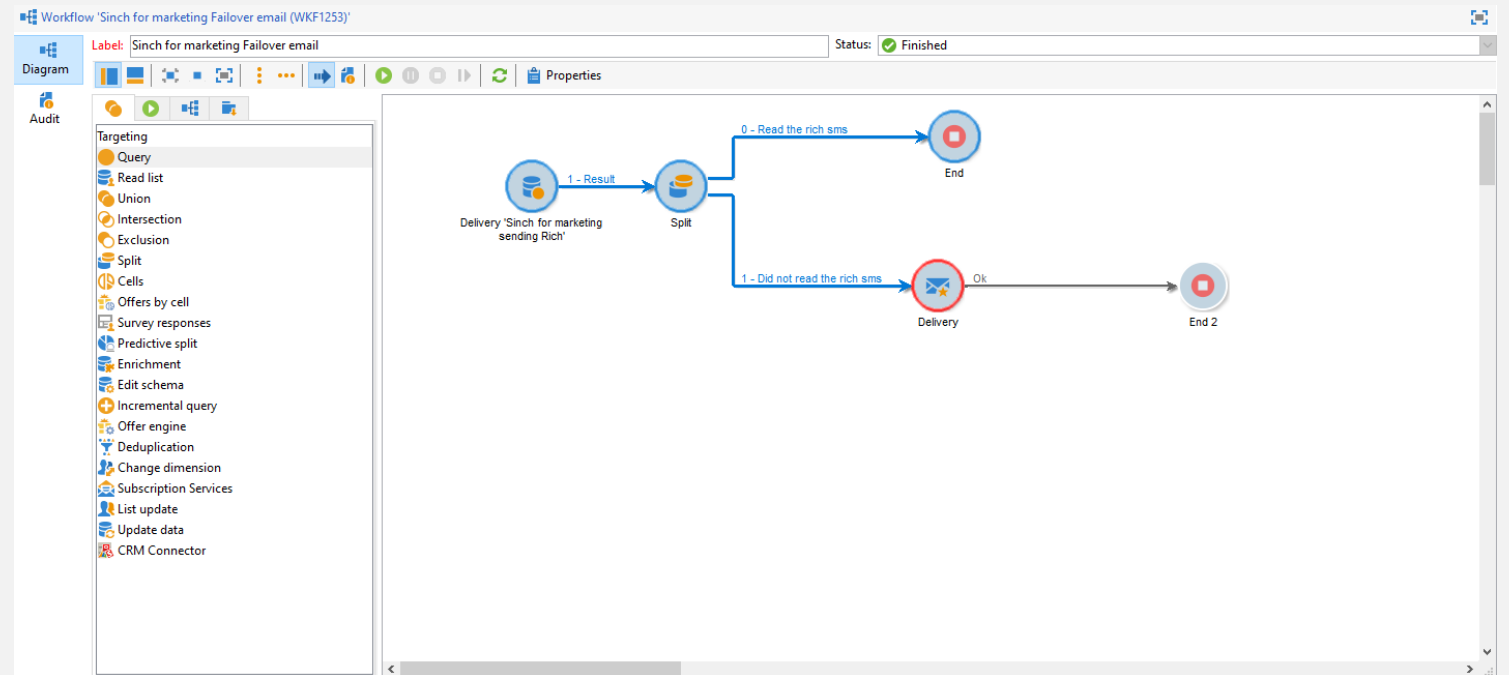 Workflow 'Sinch for marketing Failover email (WKF1253)'
Label: Sinch for marketing Failover email
Status: Finished
Diagram
Audit
Properties
Targeting
Query
Read list
Union
Intersection
Exclusion
Split
Cells
Offers by cell
Survey responses
Predictive split
Enrichment
Edit schema
Incremental query
Offer engine
Deduplication
Change dimension
Subscription Services
List update
Update data
CRM Connector
Delivery 'Sinch for marketing
sending Rich'
1 - Result
Split
0 - Read the rich sms
End
1 - Did not read the rich sms
Delivery
Ok
End 2